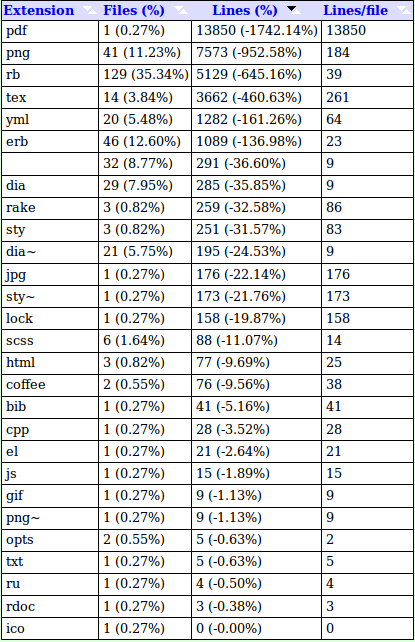 Extension Files (%) Lines (%) Lines/file
pdf 1 (0.27%) 13850 (-1742.14%) 13850
png 41 (11.23%) 7573 (-952.58%) 184
rb 129 (35.34%) 5129 (-645.16%) 39
tex 14 (3.84%) 3662 (-460.63%) 261
yml 20 (5.48%) 1282 (-161.26%) 64
erb 46 (12.60%) 1089 (-136.98%) 23
32 (8.77%) 291 (-36.60%) 9
dia 29 (7.95%) 285 (-35.85%) 9
rake 3 (0.82%) 259 (-32.58%) 86
sty 3 (0.82%) 251 (-31.57%) 83
dia~ 21 (5.75%) 195 (-24.53%) 9
jpg 1 (0.27%) 176 (-22.14%) 176
sty~ 1 (0.27%) 173 (-21.76%) 173
lock 1 (0.27%) 158 (-19.87%) 158
scss 6 (1.64%) 88 (-11.07%) 14
html 3 (0.82%) 77 (-9.69%) 25
coffee 2 (0.55%) 76 (-9.56%) 38
bib 1 (0.27%) 41 (-5.16%) 41
cpp 1 (0.27%) 28 (-3.52%) 28
el 1 (0.27%) 21 (-2.64%) 21
js 1 (0.27%) 15 (-1.89%) 15
gif 1 (0.27%) 9 (-1.13%) 9
png~ 1 (0.27%) 9 (-1.13%) 9
opts 2 (0.55%) 5 (-0.63%) 2
txt 1 (0.27%) 5 (-0.63%) 5
ru 1 (0.27%) 4 (-0.50%) 4
rdoc 1 (0.27%) 3 (-0.38%) 3
ico 1 (0.27%) 0 (-0.00%) 0